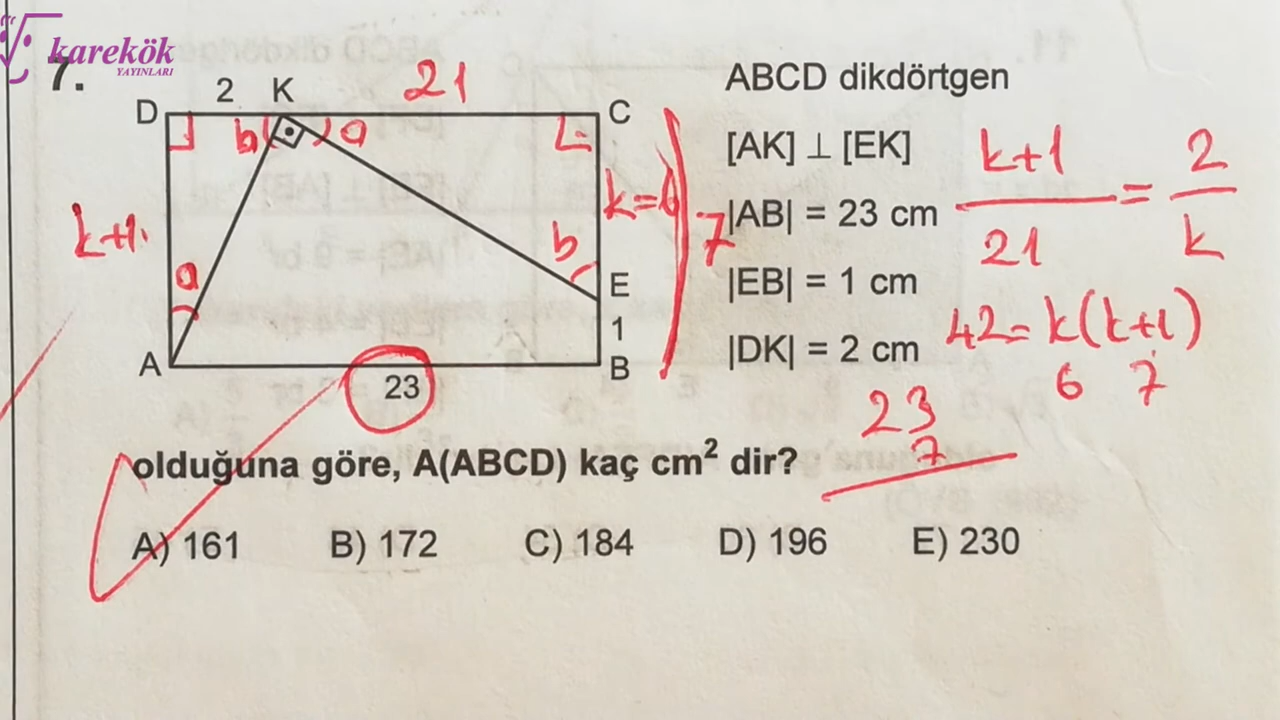 karekök
YAYINLARI
7.
2 K 21
D C
b a
ABCD dikdörtgen
[AK] ⊥ [EK]
k+1 / 21 = 2 / k
k=6
7
|AB| = 23 cm
k+1
b
a
E
|EB| = 1 cm
1
42=k(k+1)
6 7
|DK| = 2 cm
A B
23
23
7
olduğuna göre, A(ABCD) kaç cm² dir?
A) 161 B) 172 C) 184 D) 196 E) 230